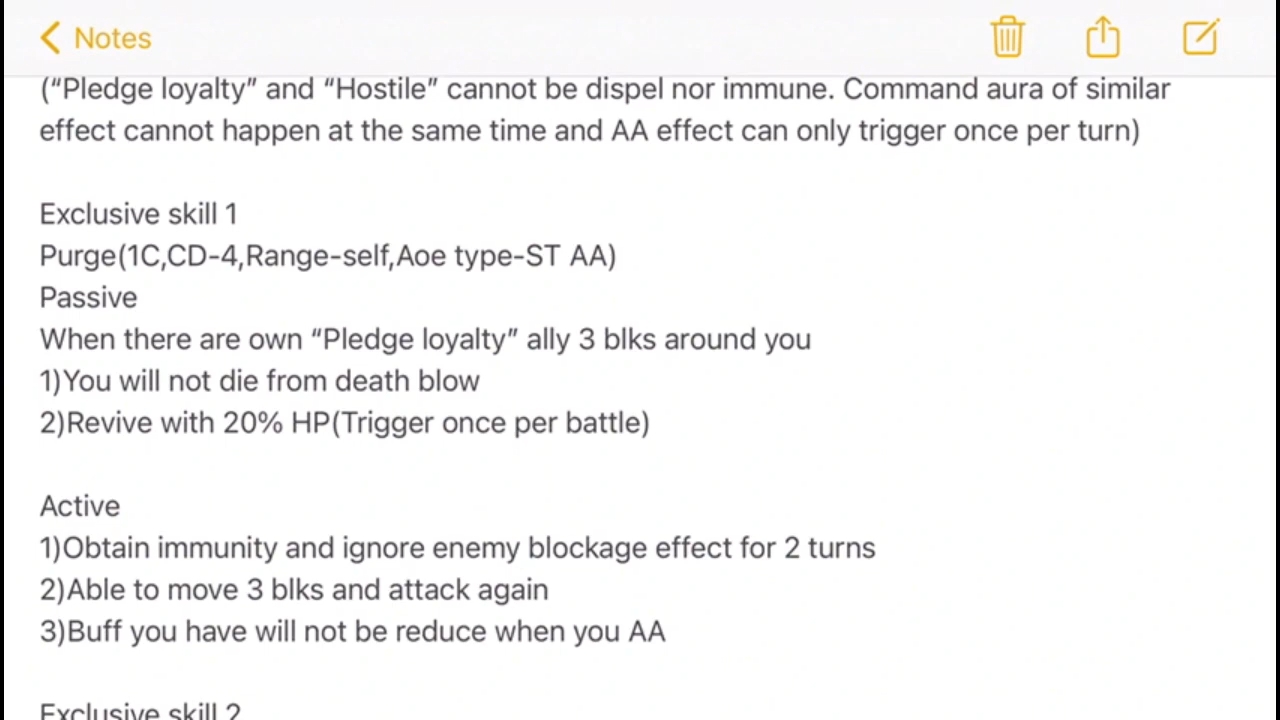 Notes
(“Pledge loyalty” and “Hostile” cannot be dispel nor immune. Command aura of similar
effect cannot happen at the same time and AA effect can only trigger once per turn)
Exclusive skill 1
Purge(1C,CD-4,Range-self,Aoe type-ST AA)
Passive
When there are own “Pledge loyalty” ally 3 blks around you
1)You will not die from death blow
2)Revive with 20% HP(Trigger once per battle)
Active
1)Obtain immunity and ignore enemy blockage effect for 2 turns
2)Able to move 3 blks and attack again
3)Buff you have will not be reduce when you AA
Exclusive skill 2